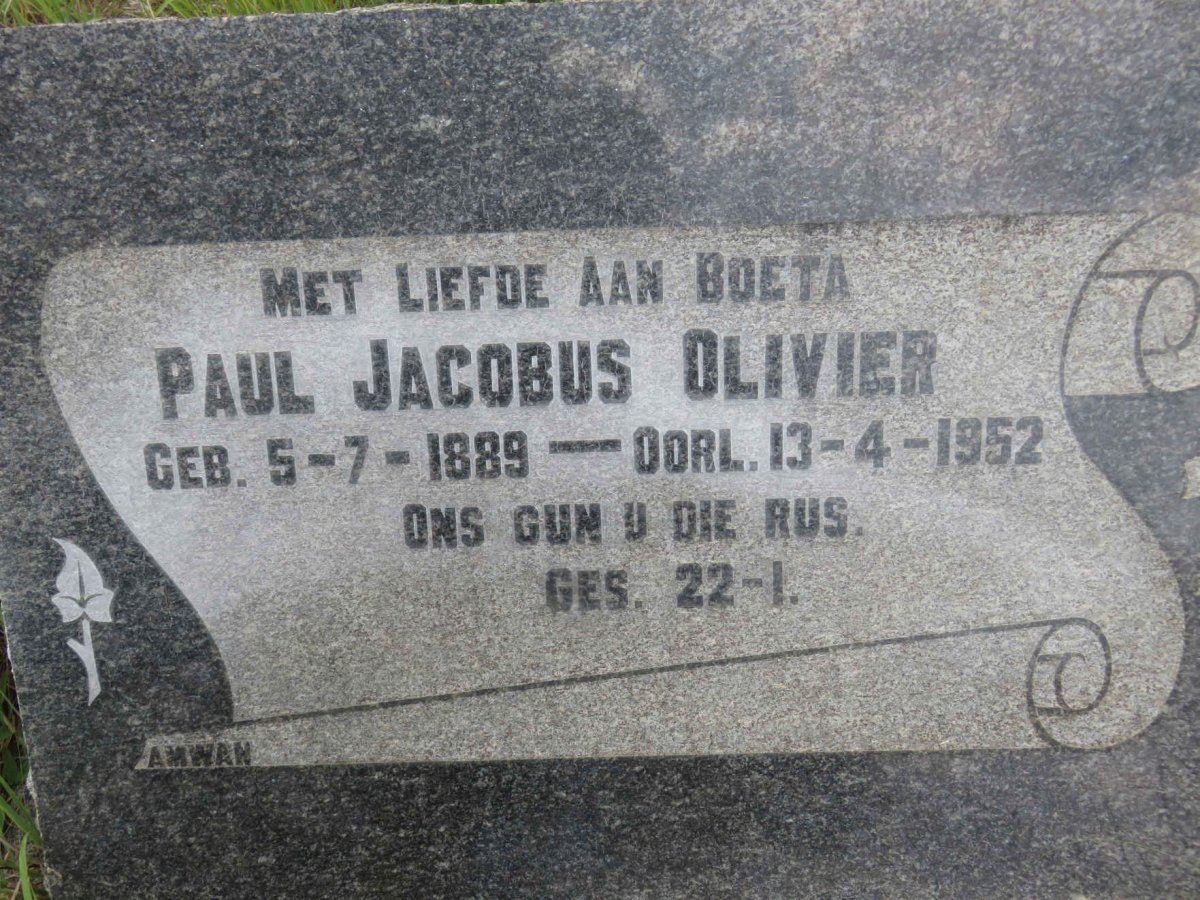 MET LIEFDE AAN BOETA
PAUL JACOBUS OLIVIER
GEB. 5-7-1889 — OORL. 13-4-1952
ONS GUN U DIE RUS.
GES. 22-1.
AMWAN